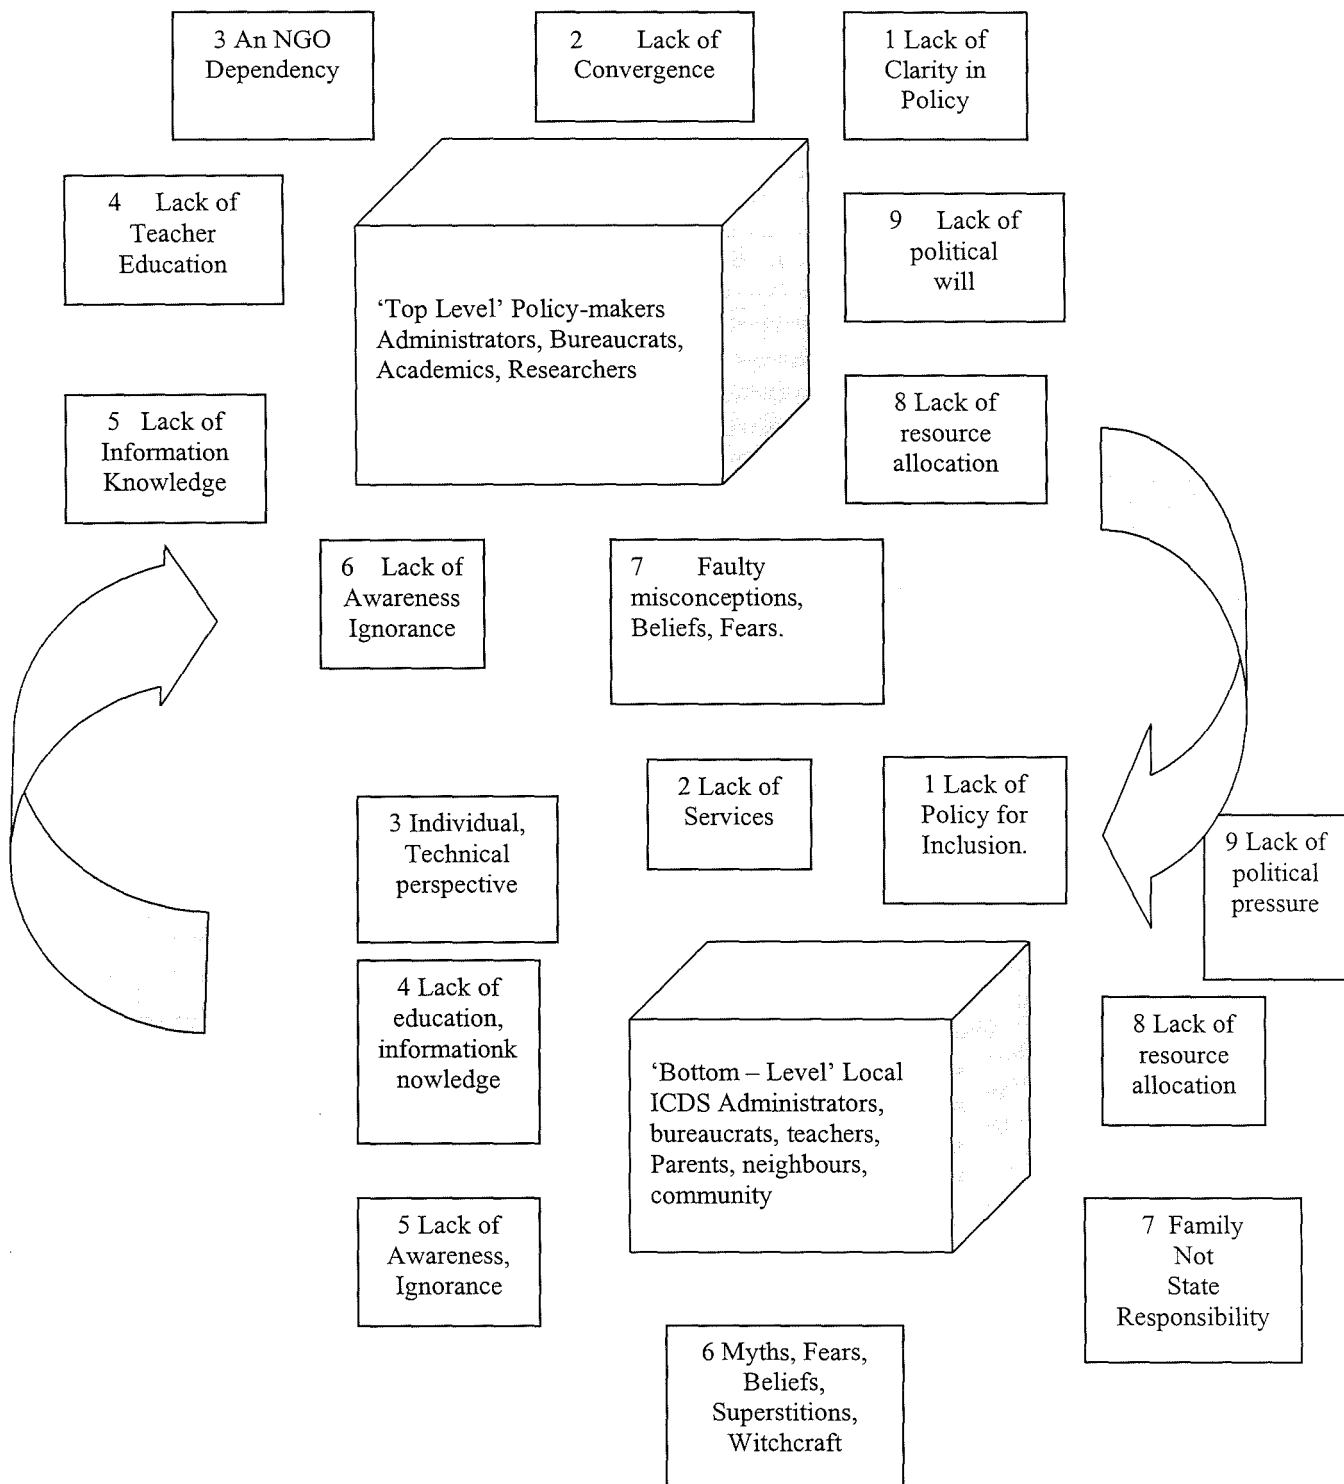 3 An NGO
Dependency
2 Lack of
Convergence
1 Lack of
Clarity in
Policy
4 Lack of
Teacher
Education
9 Lack of
political
will
'Top Level' Policy-makers
Administrators, Bureaucrats,
Academics, Researchers
5 Lack of
Information
Knowledge
8 Lack of
resource
allocation
6 Lack of
Awareness
Ignorance
7 Faulty
misconceptions,
Beliefs, Fears.
2 Lack of
Services
1 Lack of
Policy for
Inclusion.
3 Individual,
Technical
perspective
9 Lack of
political
pressure
4 Lack of
education,
informationk
nowledge
'Bottom – Level' Local
ICDS Administrators,
bureaucrats, teachers,
Parents, neighbours,
community
8 Lack of
resource
allocation
5 Lack of
Awareness,
Ignorance
7 Family
Not
State
Responsibility
6 Myths, Fears,
Beliefs,
Superstitions,
Witchcraft